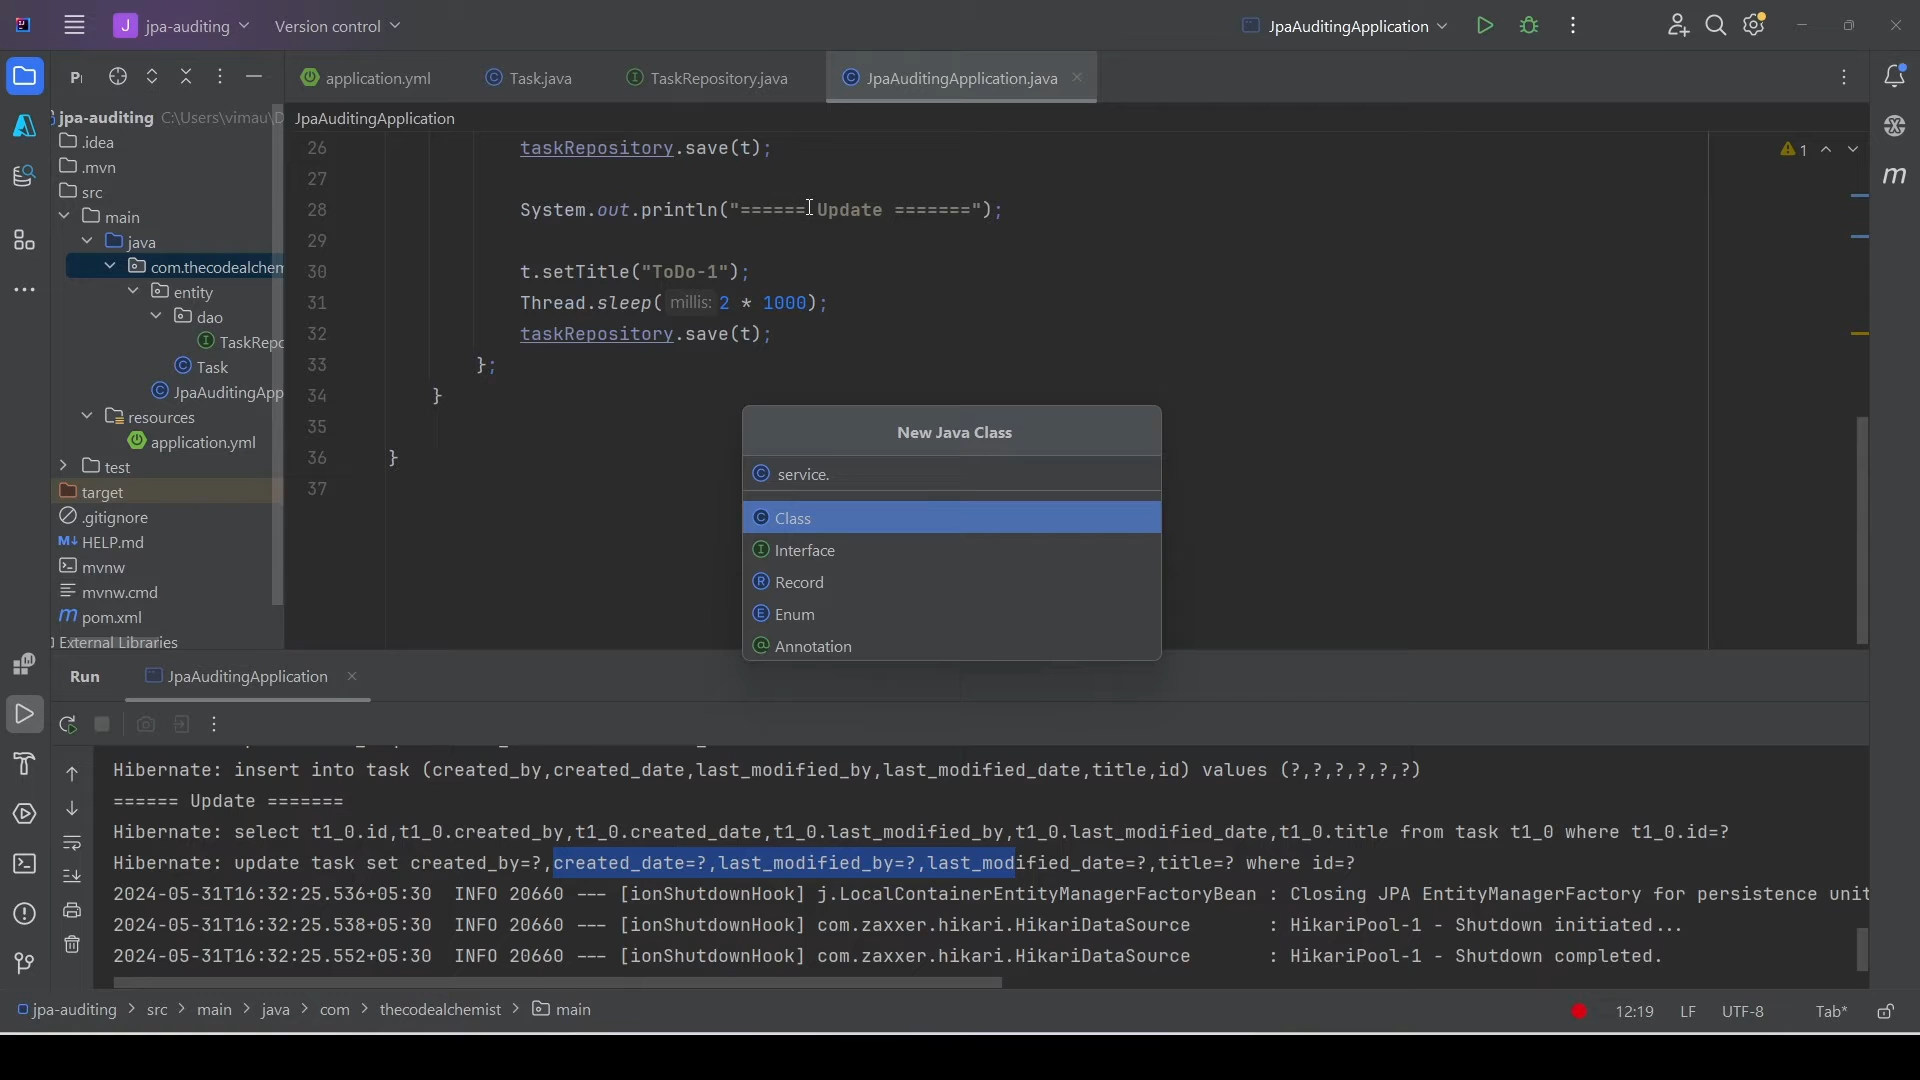 J jpa-auditing Version control JpaAuditingApplication
application.yml Task.java TaskRepository.java JpaAuditingApplication.java
jpa-auditing C:\Users\vimau\D
.idea
.mvn
src
main
java
com.thecodealchem
entity
dao
TaskRepo
Task
JpaAuditingApp
resources
application.yml
test
target
.gitignore
HELP.md
mvnw
mvnw.cmd
pom.xml
External Libraries
JpaAuditingApplication
26 taskRepository.save(t);
27
28 System.out.println("====== Update =======");
29
30 t.setTitle("ToDo-1");
31 Thread.sleep( millis: 2 * 1000);
32 taskRepository.save(t);
33 };
34 }
35
36 }
37
1
New Java Class
service.
Class
Interface
Record
Enum
Annotation
Run JpaAuditingApplication
Hibernate: insert into task (created_by,created_date,last_modified_by,last_modified_date,title,id) values (?,?,?,?,?,?)
====== Update =======
Hibernate: select t1_0.id,t1_0.created_by,t1_0.created_date,t1_0.last_modified_by,t1_0.last_modified_date,t1_0.title from task t1_0 where t1_0.id=?
Hibernate: update task set created_by=?,created_date=?,last_modified_by=?,last_modified_date=?,title=? where id=?
2024-05-31T16:32:25.536+05:30 INFO 20660 --- [ionShutdownHook] j.LocalContainerEntityManagerFactoryBean : Closing JPA EntityManagerFactory for persistence unit
2024-05-31T16:32:25.538+05:30 INFO 20660 --- [ionShutdownHook] com.zaxxer.hikari.HikariDataSource : HikariPool-1 - Shutdown initiated...
2024-05-31T16:32:25.552+05:30 INFO 20660 --- [ionShutdownHook] com.zaxxer.hikari.HikariDataSource : HikariPool-1 - Shutdown completed.
jpa-auditing > src > main > java > com > thecodealchemist > main 12:19 LF UTF-8 Tab*